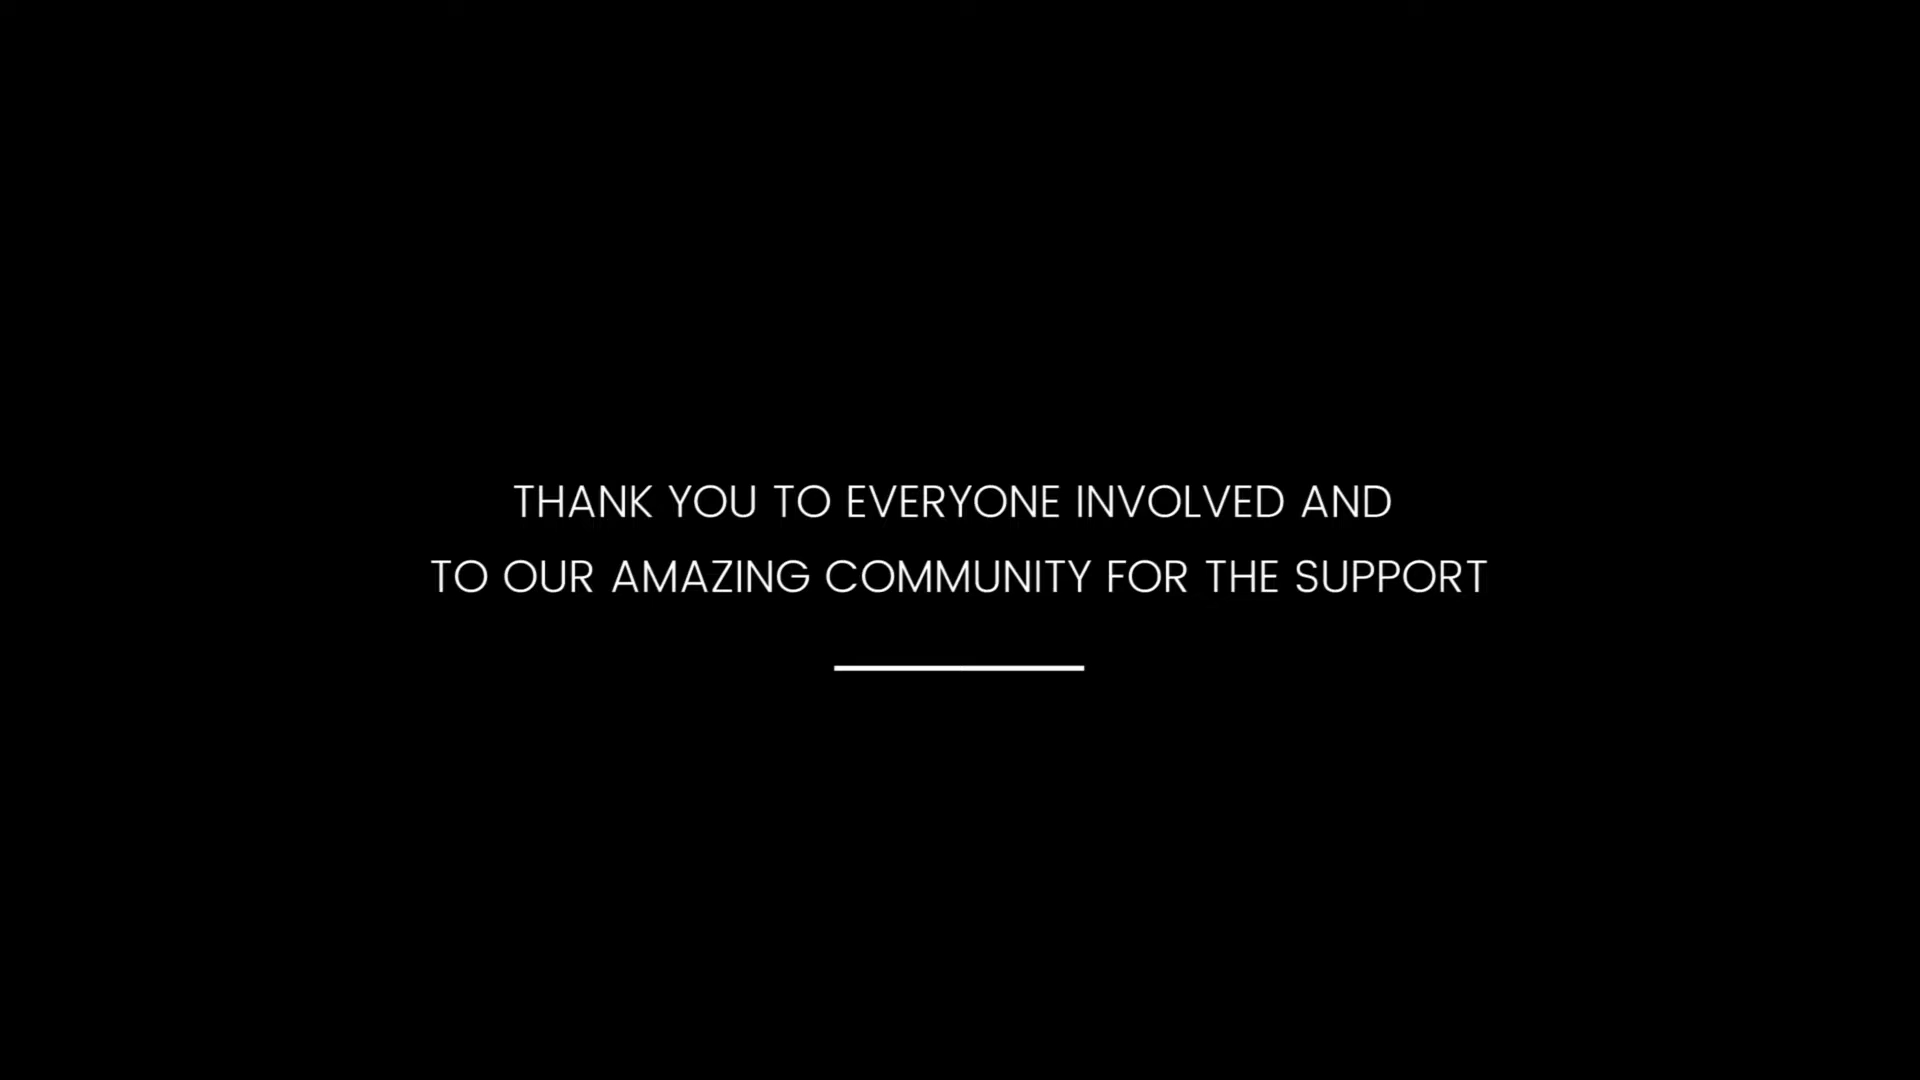 THANK YOU TO EVERYONE INVOLVED AND
TO OUR AMAZING COMMUNITY FOR THE SUPPORT